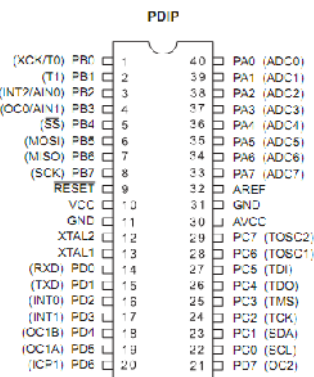 PDIP
(XCK/T0) PB0 1 40 PA0 (ADC0)
(T1) PB1 2 39 PA1 (ADC1)
(INT2/AIN0) PB2 3 38 PA2 (ADC2)
(OC0/AIN1) PB3 4 37 PA3 (ADC3)
(SS) PB4 5 36 PA4 (ADC4)
(MOSI) PB5 6 35 PA5 (ADC5)
(MISO) PB6 7 34 PA6 (ADC6)
(SCK) PB7 8 33 PA7 (ADC7)
RESET 9 32 AREF
VCC 10 31 GND
GND 11 30 AVCC
XTAL2 12 29 PC7 (TOSC2)
XTAL1 13 28 PC6 (TOSC1)
(RXD) PD0 14 27 PC5 (TDI)
(TXD) PD1 15 26 PC4 (TDO)
(INT0) PD2 16 25 PC3 (TMS)
(INT1) PD3 17 24 PC2 (TCK)
(OC1B) PD4 18 23 PC1 (SDA)
(OC1A) PD5 19 22 PC0 (SCL)
(ICP1) PD6 20 21 PD7 (OC2)